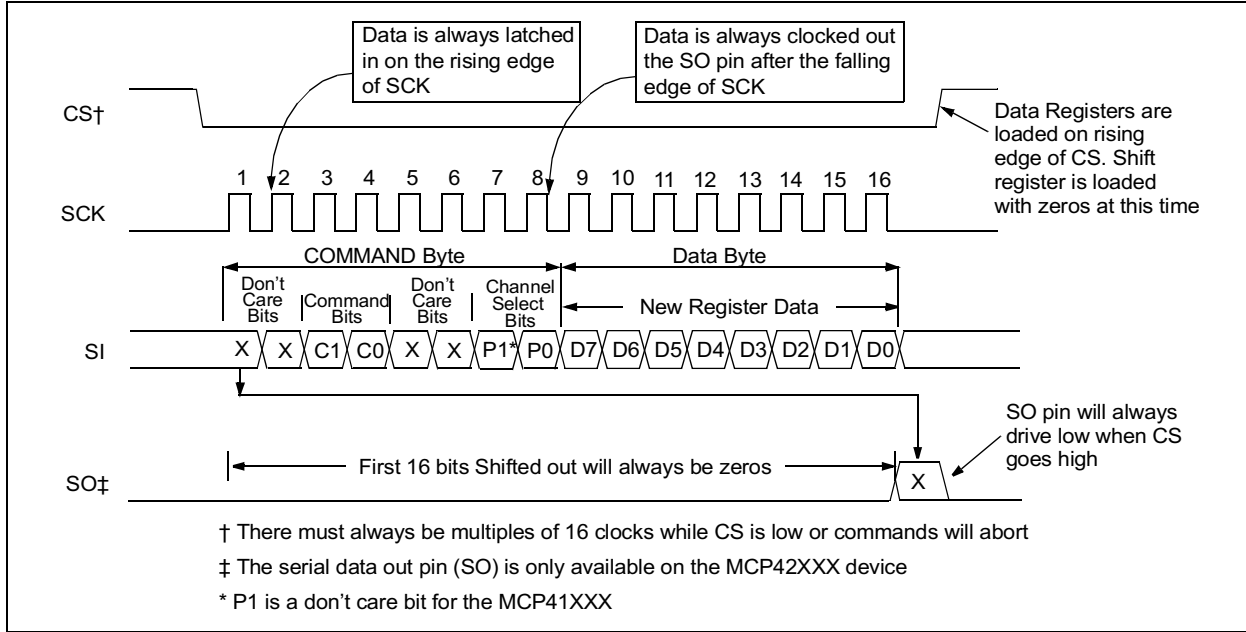 Data is always latched
in on the rising edge
of SCK
Data is always clocked out
the SO pin after the falling
edge of SCK
CS†
Data Registers are
loaded on rising
edge of CS. Shift
register is loaded
with zeros at this time
1 2 3 4 5 6 7 8 9 10 11 12 13 14 15 16
SCK
COMMAND Byte
Data Byte
Don't
Care
Bits
Command
Bits
Don't
Care
Bits
Channel
Select
Bits
New Register Data
SI
X X C1 C0 X X P1* P0 D7 D6 D5 D4 D3 D2 D1 D0
SO pin will always
drive low when CS
goes high
First 16 bits Shifted out will always be zeros
X
SO‡
† There must always be multiples of 16 clocks while CS is low or commands will abort
‡ The serial data out pin (SO) is only available on the MCP42XXX device
* P1 is a don't care bit for the MCP41XXX